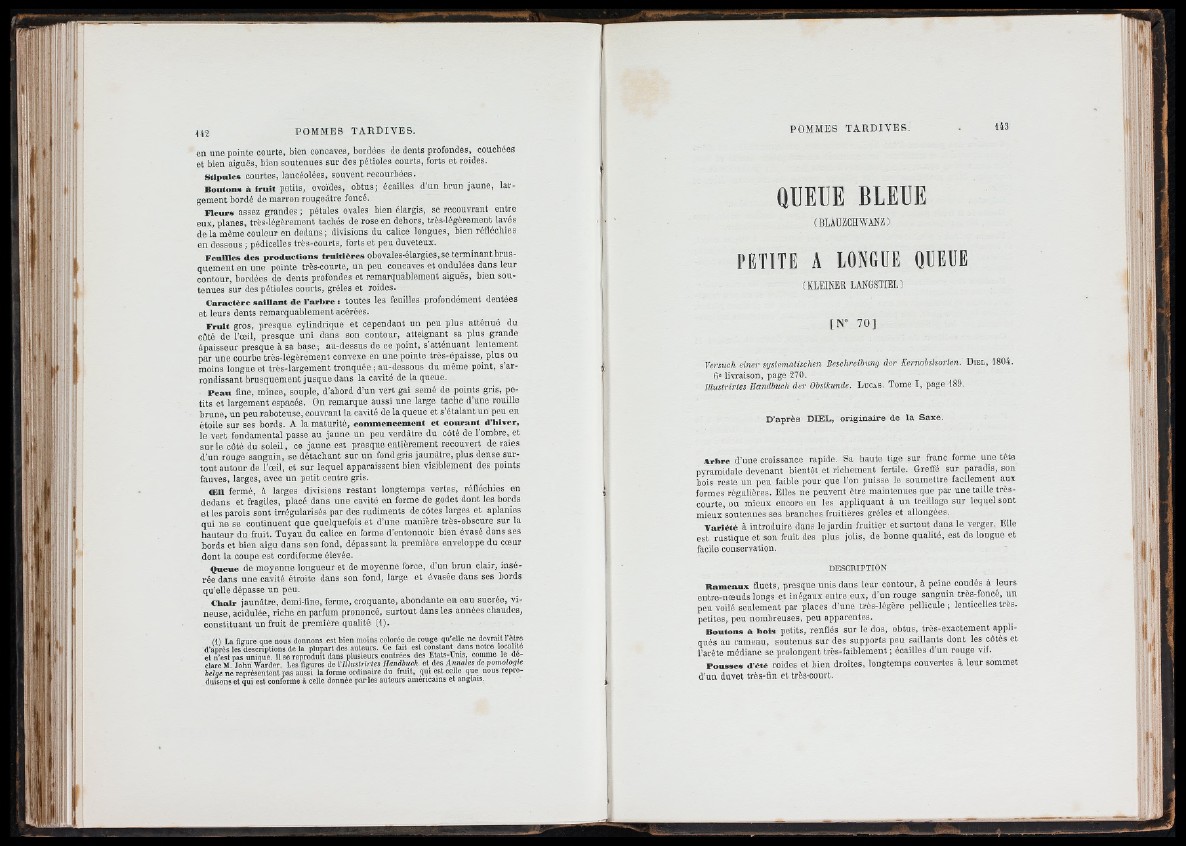 142 POMMES TARDIVES.
en une pointe courte, bien concaves, bordées de dents profondes, couchées
et bien aiguës, bien soutenues sur des pétioles courts, forts et roides.
Stipules courtes, lancéolées, souvent recourbées.
Boutons à fruit petits, ovoïdes, obtus; écailles d'un brun jaune, lar-
gement bordé de marron rougeâtre foncé.
Fleurs assez grandes; pétales ovales bien élargis, se recouvrant entre
eux, planes, très-légèrement tachés de rose en dehors, très-légèrement lavés
de la même couleur en dedans; divisions du calice longues, bien réfléchies
en dessous; pédicelles très-courts, forts et peu duveteux.
Feuilles des productions fruitières obovales-élargies, se terminant brus-
quement en une pointe très-courte, un peu concaves et ondulées dans leur
contour, bordées de dents profondes et remarquablement aiguës, bien sou-
tenues sur des pétioles courts, grêles et roides.
Caractère saillant de l'arbre : toutes les feuilles profondément dentées
et leurs dents remarquablement acérées.
Fruit gros, presque cylindrique et cependant un peu plus atténué du
côté de l'œil, presque uni dans son contour, atteignant sa plus grande
épaisseur presque à sa base; au-dessus de ce point, s'atténuant lentement
par une courbe très-légèrement convexe en une pointe très-épaisse, plus ou
moins longue et très-largement tronquée; au-dessous du même point, s'ar-
rondissant brusquement jusque dans la cavité de la queue.
Peau fine, mince, souple, d'abord d'un vert gai semé de points gris, pe-
tits et largement espacés. On remarque aussi une large tache d'une rouille
brune, un peu raboteuse, couvrant la cavité de la queue et s'étalant un peu en
étoile sur ses bords. A la maturité, commencement et courant d'hiver,
le vert fondamental passe au jaune un peu verdâtre du côté de l'ombre, et
sur le côté du soleil, ce jaune est presque entièrement recouvert de raies
d'un rouge sanguin, se détachant sur un fond gris jaunâtre, plus dense sur-
tout autour de l'œil, et sur lequel apparaissent bien visiblement des points
fauves, larges, avec un petit centre gris.
Œil fermé, à larges divisions restant longtemps vertes, réfléchies en
dedans et fragiles, placé dans une cavité en forme de godet dont les bords
et les parois sont irrégularisés par des rudiments de côtes larges et aplanies
qui ne se continuent que quelquefois et d'une manière très-obscure sur la
hauteur du fruit. Tuyau du calice en forme d'entonnoir bien évasé dans ses
bords et bien aigu dans son fond, dépassant la première enveloppe du cœur
dont la coupe est cordiforme élevée.
Queue de moyenne longueur et de moyenne force, d'un brun clair, insé-
rée dans une cavité étroite dans son fond, large et évasée dans ses bords
qu'elle dépasse un peu.
Chair jaunâtre, demi-fine, ferme, croquante, abondante en eau sucrée, vi-
neuse, acidulée, riche en parfum prononcé, surtout dans les années chaudes,
constituant un fruit de première qualité (1).
(1) La figure que nous donnons est bien moins colorée de rouge qu'elle ne devrait l'être
d'après les descriptions de la plupart des auteurs. Ce fait est constant dans notre localité
et n'est pas unique. Il se reproduit dans plusieurs contrées des Etats-Unis, comme le dé-
clare M. John Warder. Les figures de l'Illustrirtes Handbuch et des Annales de pomologie
belge ne représentent pas aussi la forme ordinaire du fruit, qui est celle que nous repro-
duisons et qui est conforme à celle donnée par les auteurs américains et anglais.
POMMES TARDIVES. 143
QUEUE BLEUE
(BLAUZCHWANZ)
PETITE A LONGUE QUEUE
(KLEINER LANGSTIEL)
[N° 70]
Versuch einer systematischen Beschreibung der Kernobstsorten. DIEL, 1804.
6e livraison, page 270.
Illustrirtes Handbuch der Obstkunde. LUCAS. Tome I, page 189.
D'après DIEL, originaire de la Saxe.
Arbre d'une croissance rapide. Sa haute tige sur franc forme une tête
pyramidale devenant bientôt et richement fertile. Greffé sur paradis, son
bois reste un peu faible pour que l'on puisse le soumettre facilement aux
formes régulières. Elles ne peuvent être maintenues que par une taille très-
courte, ou mieux encore en les appliquant à un treillage sur lequel sont
mieux soutenues ses branches fruitières grêles et allongées.
Variété à introduire dans le jardin fruitier et surtout dans le verger. Elle
est rustique et son fruit des plus jolis, de bonne qualité, est de longue et
facile conservation.
DESCRIPTION
Rameaux fluets, presque unis dans leur contour, à peine coudés à leurs
entre-nœuds longs et inégaux entre eux, d'un rouge sanguin très-foncé, un
peu voilé seulement par places d'une très-légère pellicule; lenticelles très-
petites, peu nombreuses, peu apparentes.
Boutons à bois petits, renflés sur le dos, obtus, très-exactement appli-
qués au rameau, soutenus sur des supports peu saillants dont les côtés et
l'arête médiane se prolongent très-faiblement; écailles d'un rouge vif.
Pousses d'été roides et bien droites, longtemps couvertes à leur sommet
d'un duvet très-fin et très-court.